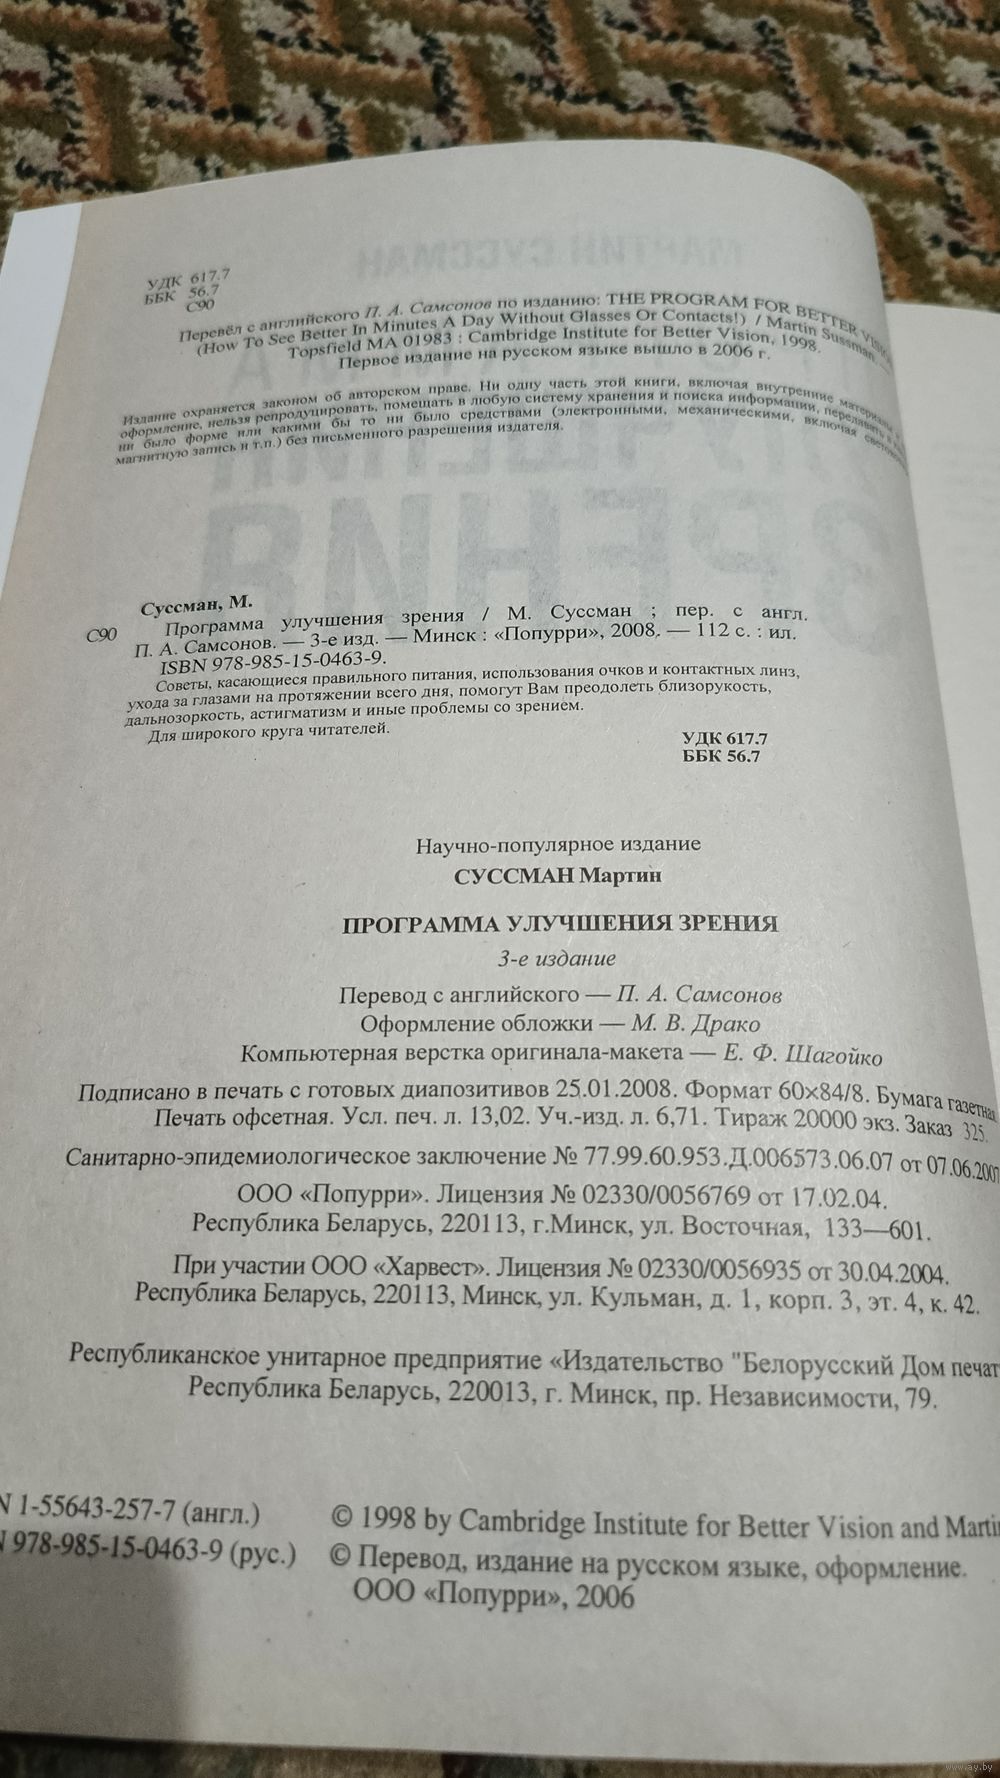 УДК 617.7
ББК 56.7
С90
Перевёл с английского П. А. Самсонов по изданию: THE PROGRAM FOR BETTER
(How To See Better In Minutes A Day Without Glasses Or Contacts!) / Martin Sussman.
Topsfield MA 01983 : Cambridge Institute for Better Vision, 1998.
Первое издание на русском языке вышло в 2006 г.
Издание охраняется законом об авторском праве. Ни одну часть этой книги, включая внутренние материалы
оформление, нельзя репродуцировать, помещать в любую систему хранения и поиска информации, передавать
ни было форме или какими бы то ни было средствами (электронными, механическими, включая
магнитную запись и т.п.) без письменного разрешения издателя.
Суссман, М.
С90 Программа улучшения зрения / М. Суссман ; пер. с англ.
П. А. Самсонов. — 3-е изд. — Минск : «Попурри», 2008. — 112 с. : ил.
ISBN 978-985-15-0463-9.
Советы, касающиеся правильного питания, использования очков и контактных линз,
ухода за глазами на протяжении всего дня, помогут Вам преодолеть близорукость,
дальнозоркость, астигматизм и иные проблемы со зрением.
Для широкого круга читателей.
УДК 617.7
ББК 56.7
Научно-популярное издание
СУССМАН Мартин
ПРОГРАММА УЛУЧШЕНИЯ ЗРЕНИЯ
3-е издание
Перевод с английского — П. А. Самсонов
Оформление обложки — М. В. Драко
Компьютерная верстка оригинала-макета — Е. Ф. Шагойко
Подписано в печать с готовых диапозитивов 25.01.2008. Формат 60×84/8. Бумага газетная.
Печать офсетная. Усл. печ. л. 13,02. Уч.-изд. л. 6,71. Тираж 20000 экз. Заказ 325.
Санитарно-эпидемиологическое заключение № 77.99.60.953.Д.006573.06.07 от 07.06.2007
ООО «Попурри». Лицензия № 02330/0056769 от 17.02.04.
Республика Беларусь, 220113, г.Минск, ул. Восточная, 133—601.
При участии ООО «Харвест». Лицензия № 02330/0056935 от 30.04.2004.
Республика Беларусь, 220113, Минск, ул. Кульман, д. 1, корп. 3, эт. 4, к. 42.
Республиканское унитарное предприятие «Издательство "Белорусский Дом печат
Республика Беларусь, 220013, г. Минск, пр. Независимости, 79.
N 1-55643-257-7 (англ.)
N 978-985-15-0463-9 (рус.)
© 1998 by Cambridge Institute for Better Vision and Martin
© Перевод, издание на русском языке, оформление.
ООО «Попурри», 2006
www.ay.by